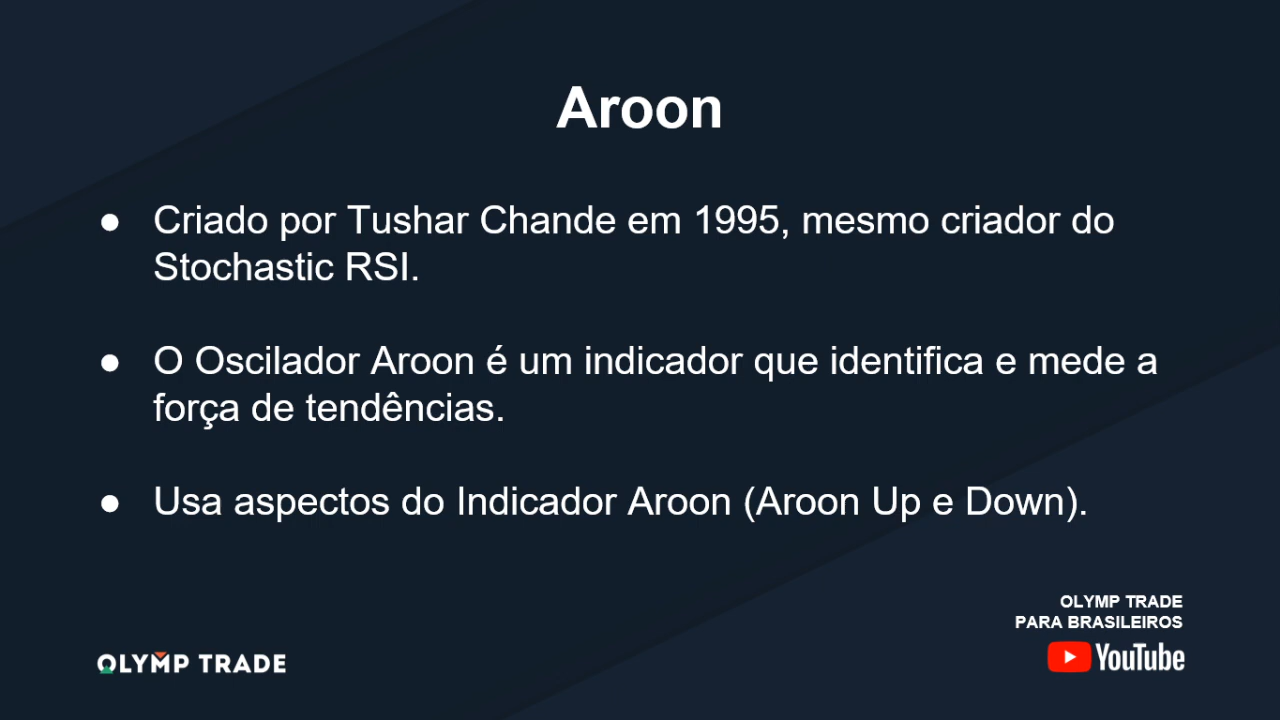 Aroon
● Criado por Tushar Chande em 1995, mesmo criador do
Stochastic RSI.
● O Oscilador Aroon é um indicador que identifica e mede a
força de tendências.
● Usa aspectos do Indicador Aroon (Aroon Up e Down).
OLYMP TRADE
PARA BRASILEIROS
OLYMP TRADE
YouTube